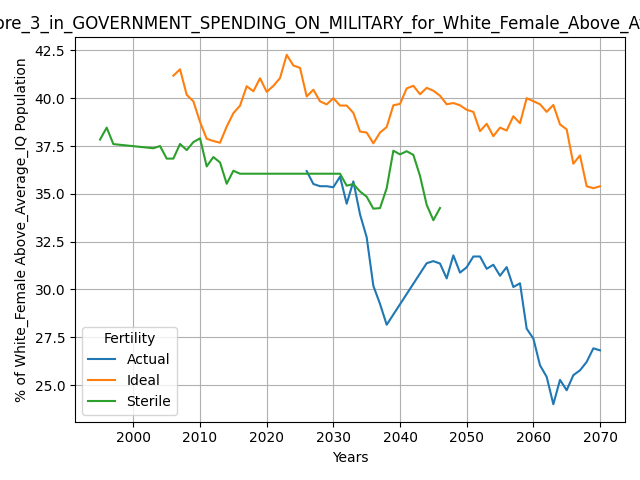 ore_3_in_GOVERNMENT_SPENDING_ON_MILITARY_for_White_Female_Above_A
% of White_Female Above_Average_IQ Population
42.5
40.0
37.5
35.0
32.5
30.0
27.5
25.0
Fertility
Actual
Ideal
Sterile
2000
2010
2020
2030
2040
2050
2060
2070
Years